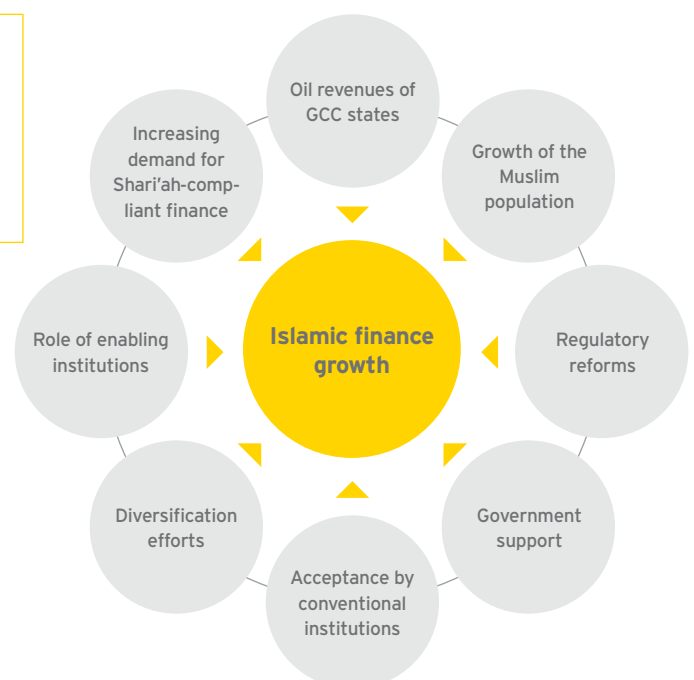 Oil revenues of
GCC states
Growth of the
Muslim
population
Regulatory
reforms
Government
support
Acceptance by
conventional
institutions
Diversification
efforts
Role of enabling
institutions
Increasing
demand for
Shari'ah-comp-
liant finance
Islamic finance
growth